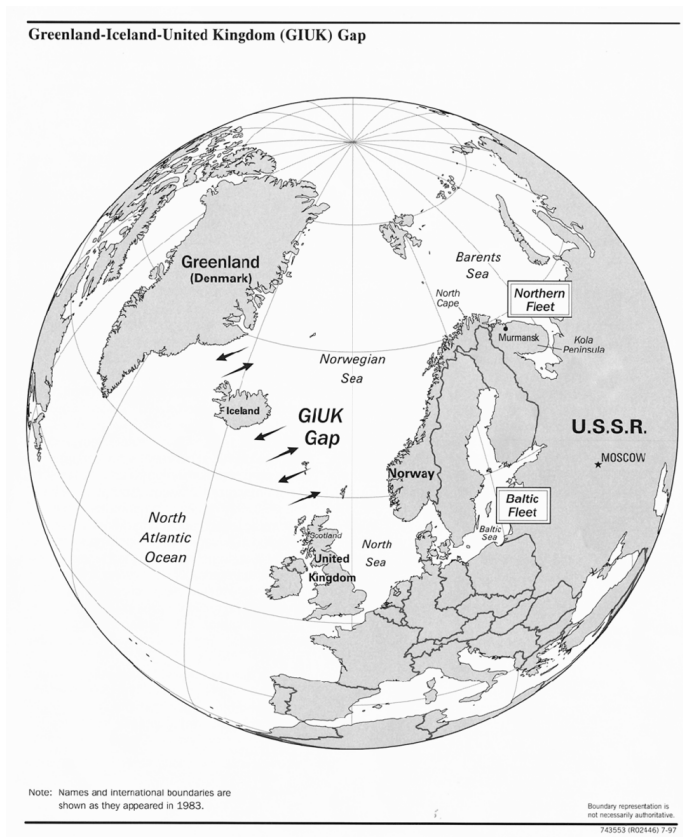 Greenland-Iceland-United Kingdom (GIUK) Gap
Greenland
(Denmark)
Barents
Sea
North
Cape
Northern
Fleet
Murmansk
Kola
Peninsula
Norwegian
Sea
Iceland
GIUK
Gap
U.S.S.R.
MOSCOW
Norway
Baltic
Fleet
Baltic
Sea
North
Atlantic
Ocean
Scotland
United
Kingdom
North
Sea
Note: Names and international boundaries are
shown as they appeared in 1983.
Boundary representation is
not necessarily authoritative.
743553 (R02446) 7-97